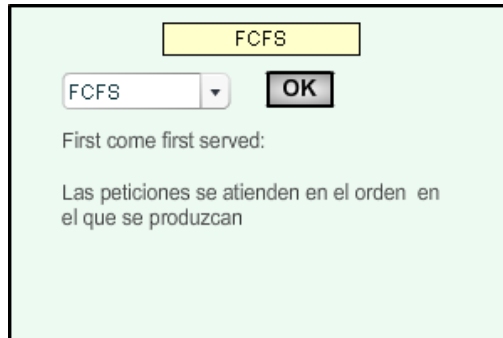 FCFS
FCFS
OK
First come first served:
Las peticiones se atienden en el orden en
el que se produzcan